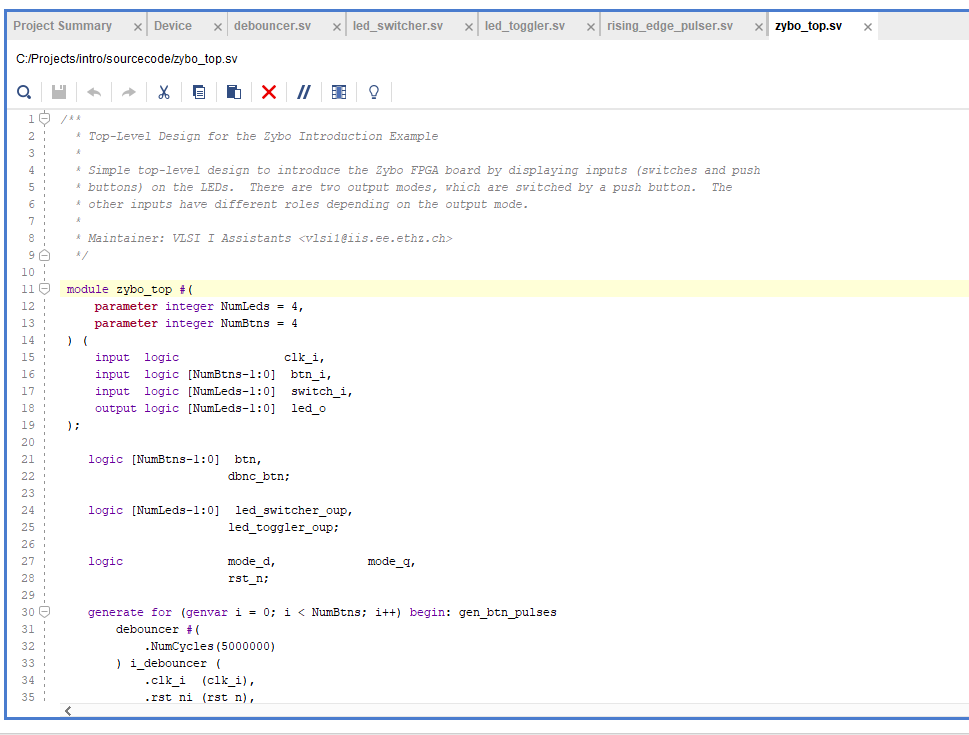 Project Summary × Device × debouncer.sv × led_switcher.sv × led_toggler.sv × rising_edge_pulser.sv × zybo_top.sv ×
C:/Projects/intro/sourcecode/zybo_top.sv
1 /**
2 * Top-Level Design for the Zybo Introduction Example
3 *
4 * Simple top-level design to introduce the Zybo FPGA board by displaying inputs (switches and push
5 * buttons) on the LEDs.  There are two output modes, which are switched by a push button.  The
6 * other inputs have different roles depending on the output mode.
7 *
8 * Maintainer: VLSI I Assistants <vlsi1@iis.ee.ethz.ch>
9 */
10
11 module zybo_top #(
12     parameter integer NumLeds = 4,
13     parameter integer NumBtns = 4
14 ) (
15     input  logic               clk_i,
16     input  logic [NumBtns-1:0]  btn_i,
17     input  logic [NumLeds-1:0]  switch_i,
18     output logic [NumLeds-1:0]  led_o
19 );
20
21    logic [NumBtns-1:0]  btn,
22                        dbnc_btn;
23
24    logic [NumLeds-1:0]  led_switcher_oup,
25                        led_toggler_oup;
26
27    logic               mode_d,             mode_q,
28                        rst_n;
29
30    generate for (genvar i = 0; i < NumBtns; i++) begin: gen_btn_pulses
31        debouncer #(
32            .NumCycles(5000000)
33        ) i_debouncer (
34            .clk_i  (clk_i),
35            .rst_ni (rst_n),